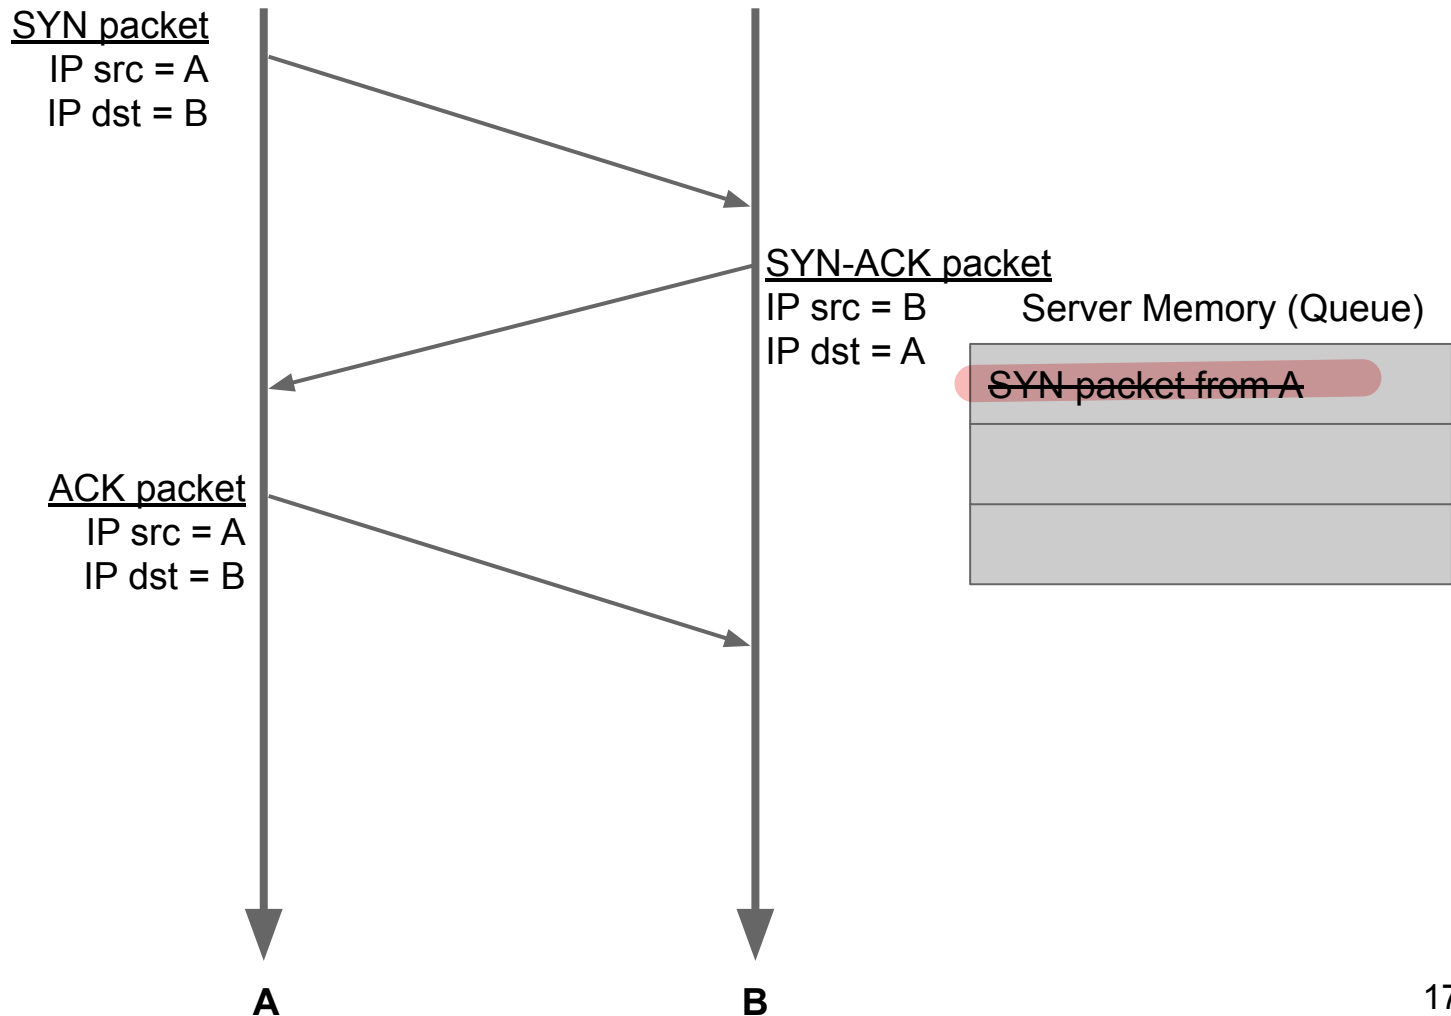 SYN packet
IP src = A
IP dst = B
SYN-ACK packet
IP src = B
IP dst = A
Server Memory (Queue)
SYN packet from A
ACK packet
IP src = A
IP dst = B
A
B
17